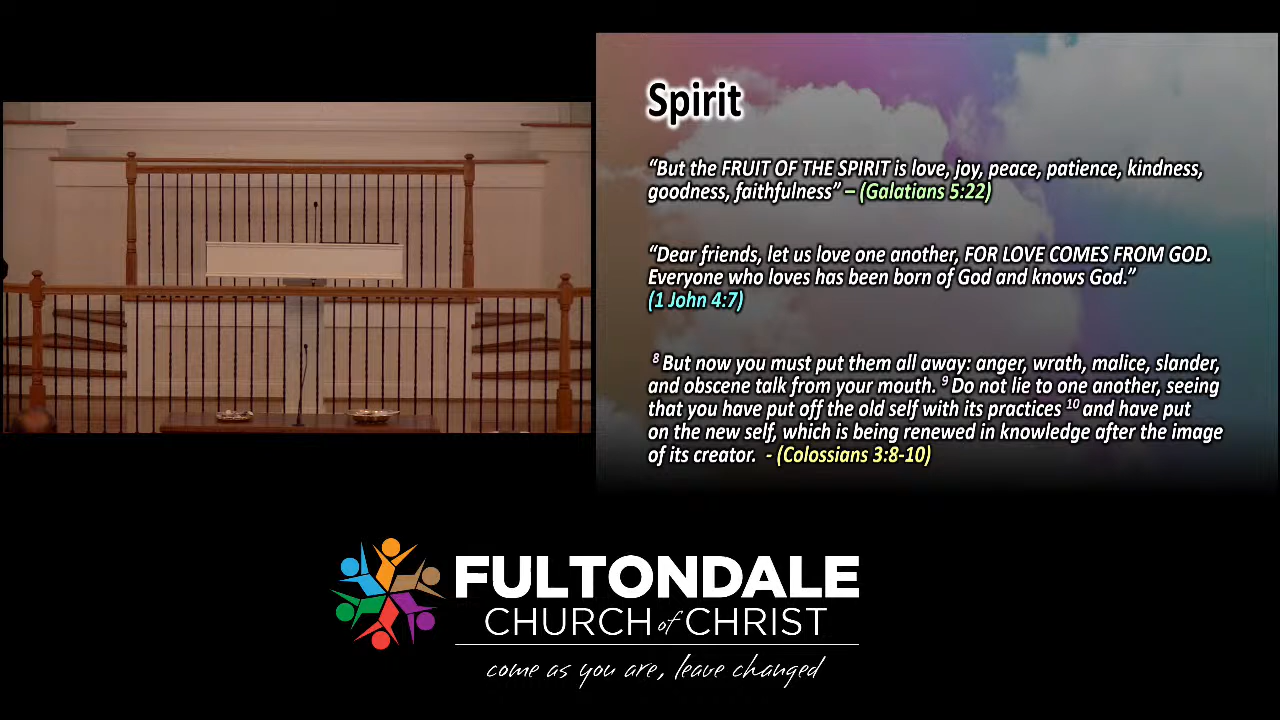 Spirit
“But the FRUIT OF THE SPIRIT is love, joy, peace, patience, kindness,
goodness, faithfulness” – (Galatians 5:22)
“Dear friends, let us love one another, FOR LOVE COMES FROM GOD.
Everyone who loves has been born of God and knows God.”
(1 John 4:7)
8 But now you must put them all away: anger, wrath, malice, slander,
and obscene talk from your mouth. 9 Do not lie to one another, seeing
that you have put off the old self with its practices 10 and have put
on the new self, which is being renewed in knowledge after the image
of its creator. - (Colossians 3:8-10)
FULTONDALE
CHURCH of CHRIST
come as you are, leave changed